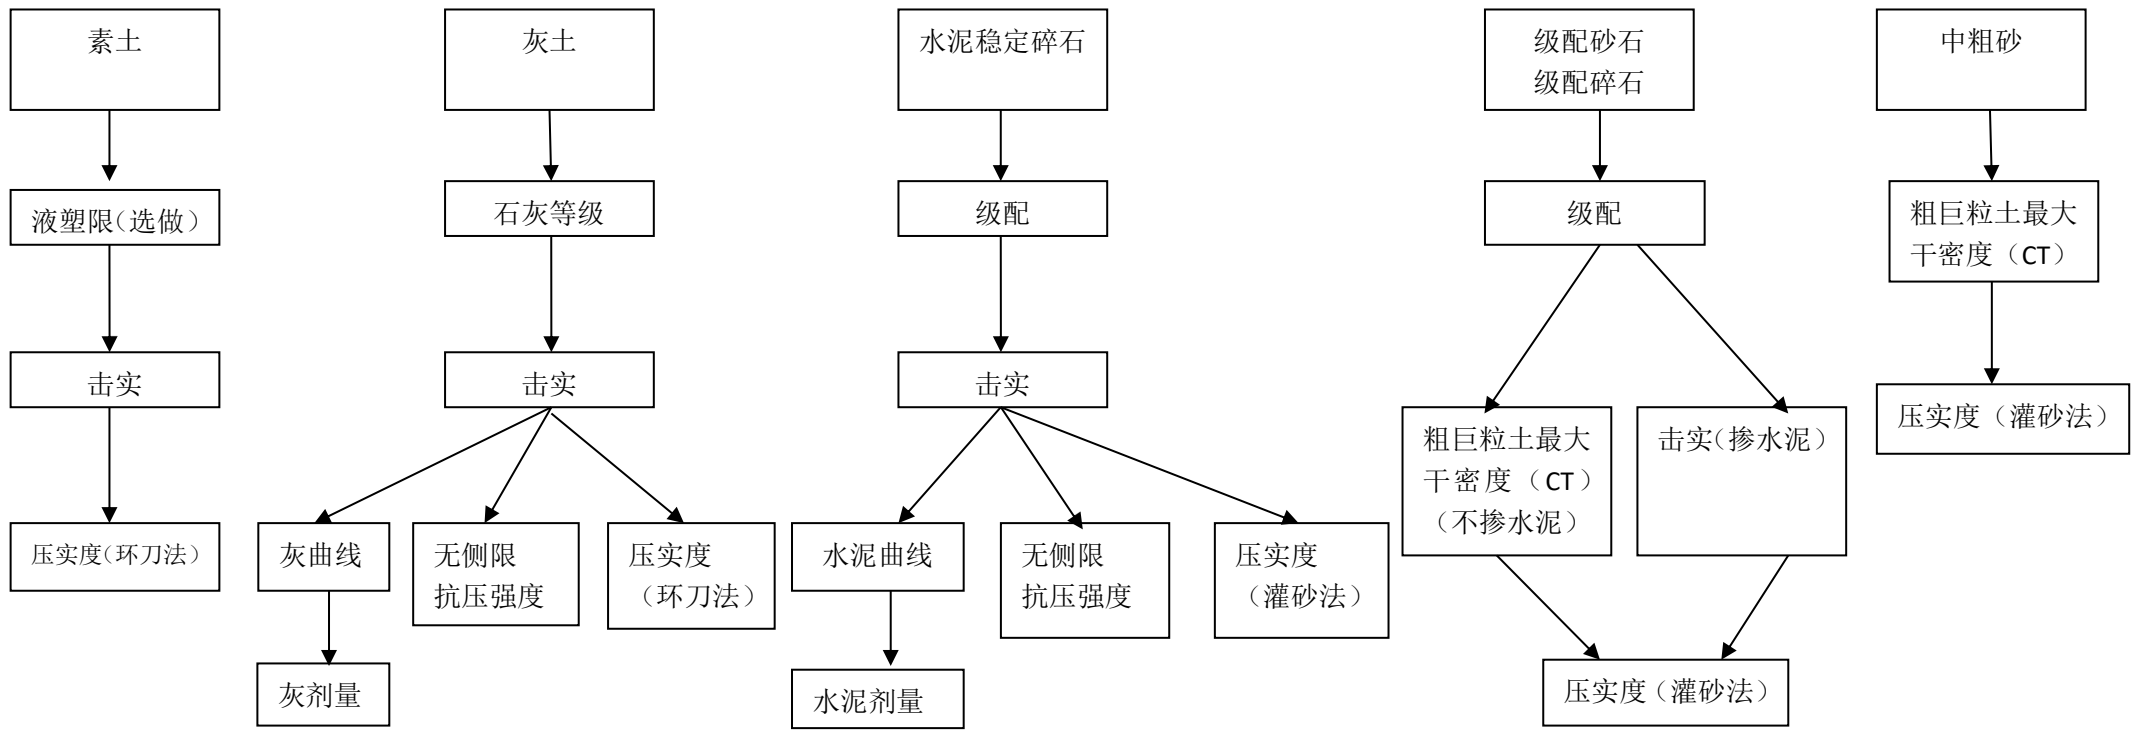 素土
液塑限（选做）
击实
压实度（环刀法）
灰土
石灰等级
击实
灰曲线
灰剂量
无侧限
抗压强度
压实度
（环刀法）
水泥稳定碎石
级配
击实
水泥曲线
水泥剂量
无侧限
抗压强度
压实度
（灌砂法）
级配砂石
级配碎石
级配
粗巨粒土最大
干密度（CT）
（不掺水泥）
击实（掺水泥）
压实度（灌砂法）
中粗砂
粗巨粒土最大
干密度（CT）
压实度（灌砂法）